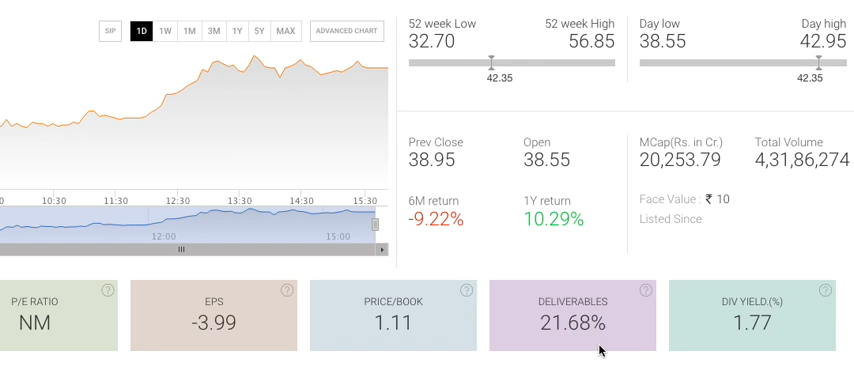 SIP 1D 1W 1M 3M 1Y 5Y MAX ADVANCED CHART
10:30 11:30 12:30 13:30 14:30 15:30
12:00 15:00
52 week Low 52 week High
32.70 56.85
42.35
Day low Day high
38.55 42.95
42.35
Prev Close Open
38.95 38.55
6M return 1Y return
-9.22% 10.29%
MCap(Rs. in Cr.) Total Volume
20,253.79 4,31,86,274
Face Value : ₹ 10
Listed Since
P/E RATIO ? EPS ? PRICE/BOOK ? DELIVERABLES ? DIV YIELD.(%) ?
NM -3.99 1.11 21.68% 1.77